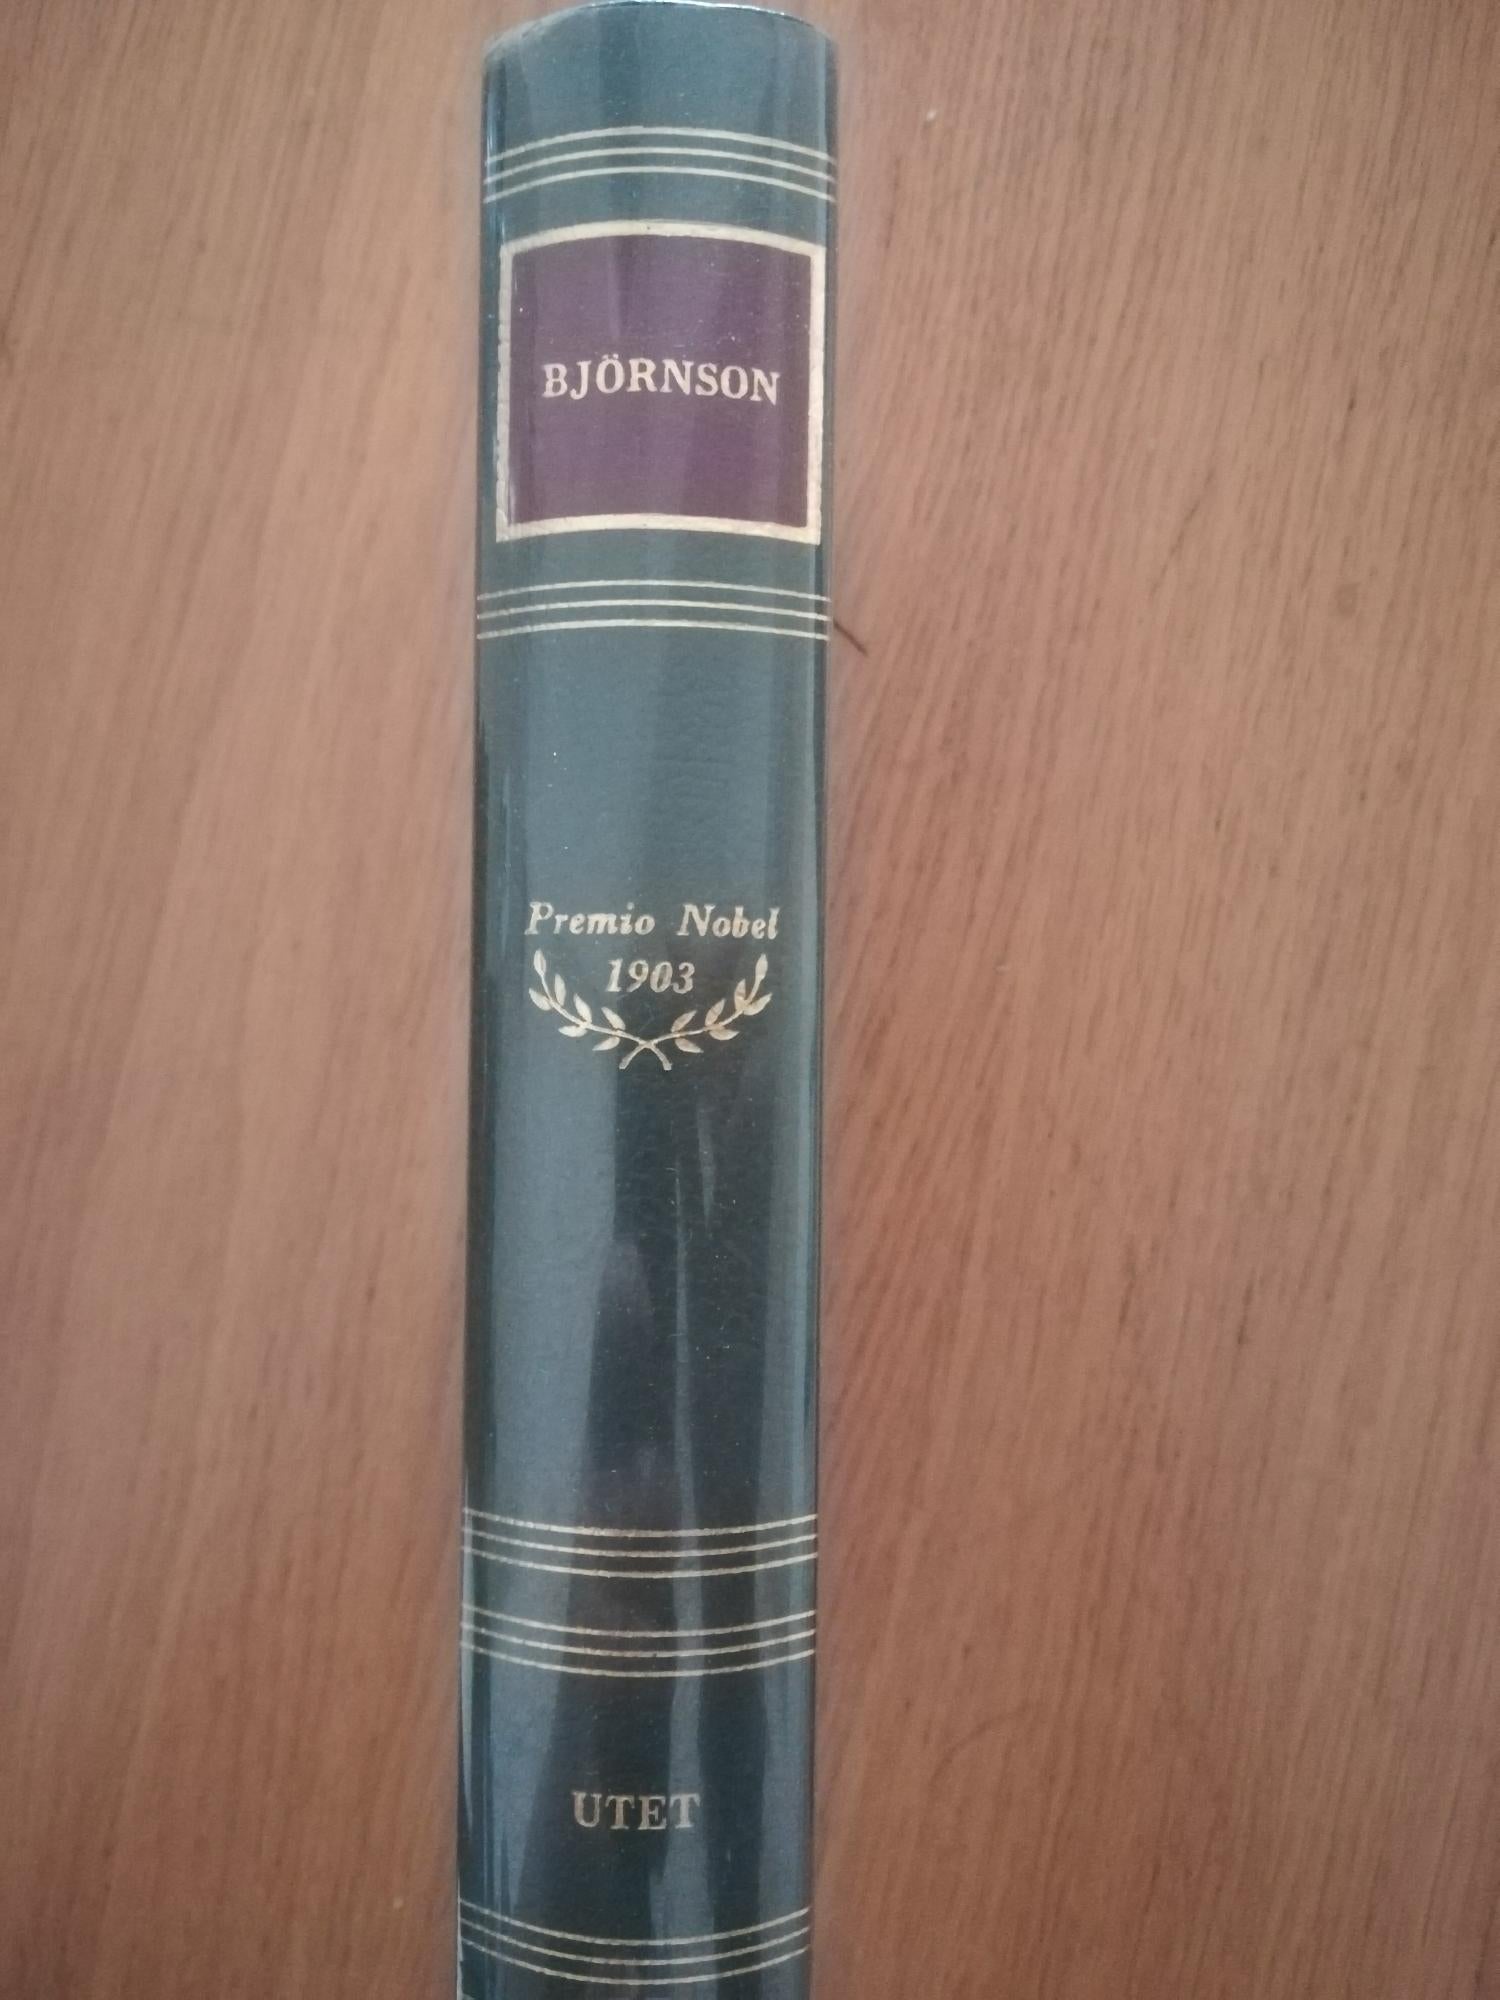 BJÖRNSON
Premio Nobel
1903
UTET